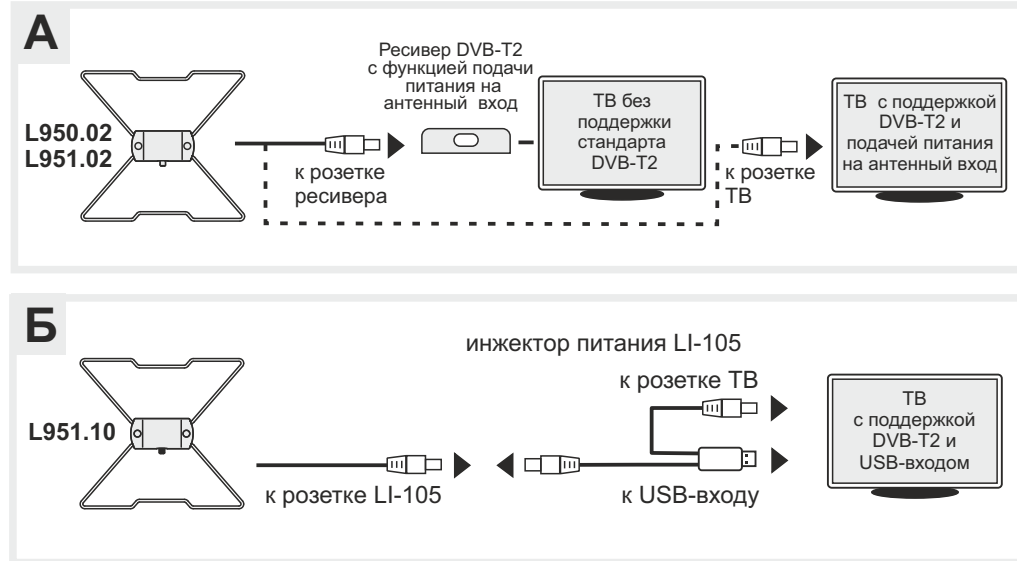 А
L950.02
L951.02
Ресивер DVB-T2
с функцией подачи
питания на
антенный вход
к розетке
ресивера
ТВ без
поддержки
стандарта
DVB-T2
к розетке
ТВ
ТВ с поддержкой
DVB-T2 и
подачей питания
на антенный вход
Б
L951.10
к розетке LI-105
инжектор питания LI-105
к розетке ТВ
к USB-входу
ТВ
с поддержкой
DVB-T2 и
USB-входом